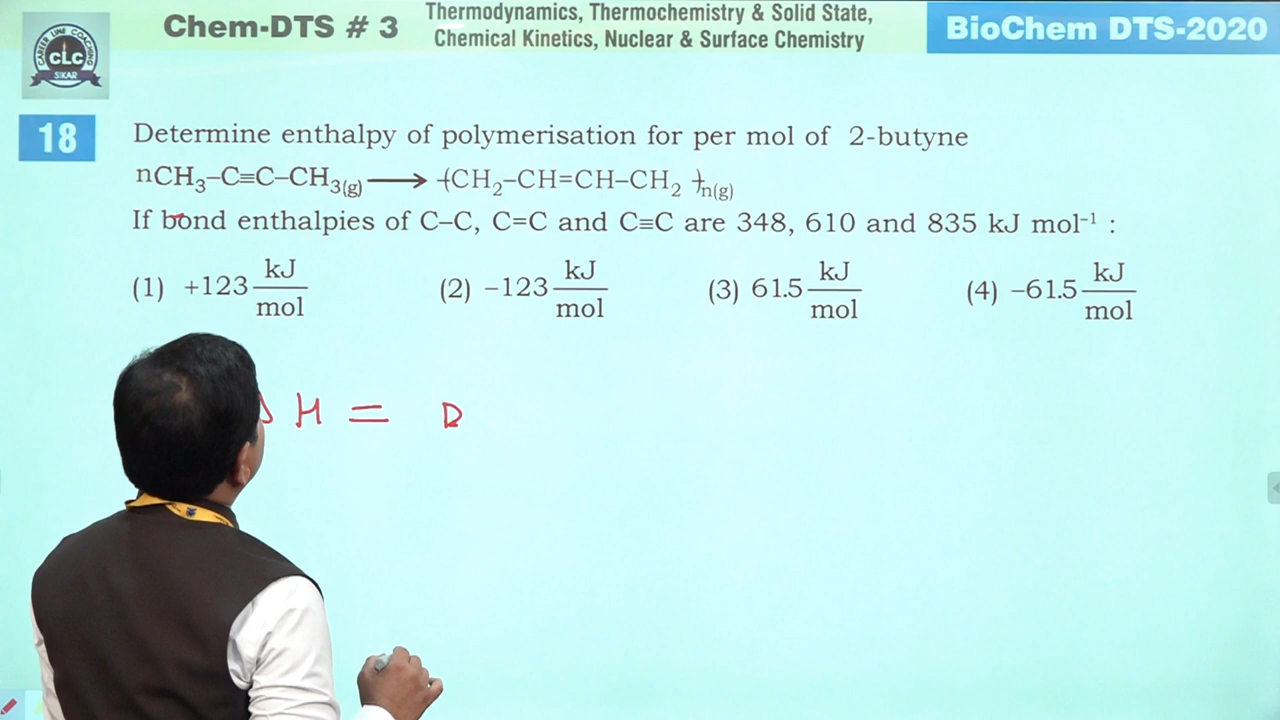 CAREER LINE COACHING
CLC
SIKAR
Chem-DTS # 3
Thermodynamics, Thermochemistry & Solid State,
Chemical Kinetics, Nuclear & Surface Chemistry
BioChem DTS-2020
18
Determine enthalpy of polymerisation for per mol of 2-butyne
nCH₃–C≡C–CH₃(g) ⟶ –(CH₂–CH=CH–CH₂–)ₙ(g)
If bond enthalpies of C–C, C=C and C≡C are 348, 610 and 835 kJ mol⁻¹ :
(1) +123 kJ/mol (2) –123 kJ/mol (3) 61.5 kJ/mol (4) –61.5 kJ/mol
H =